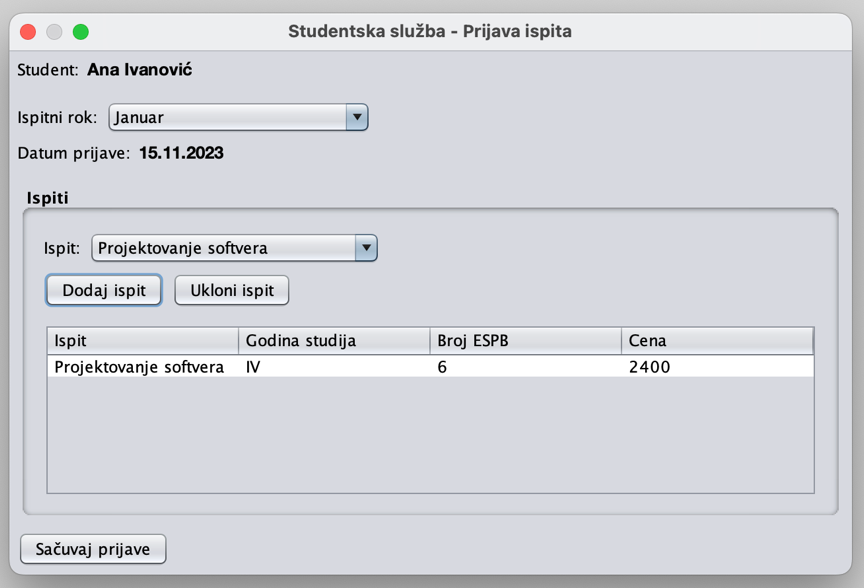 Studentska služba - Prijava ispita
Student: Ana Ivanović
Ispitni rok: Januar
Datum prijave: 15.11.2023
Ispiti
Ispit: Projektovanje softvera
Dodaj ispit Ukloni ispit
Ispit Godina studija Broj ESPB Cena
Projektovanje softvera IV 6 2400
Sačuvaj prijave